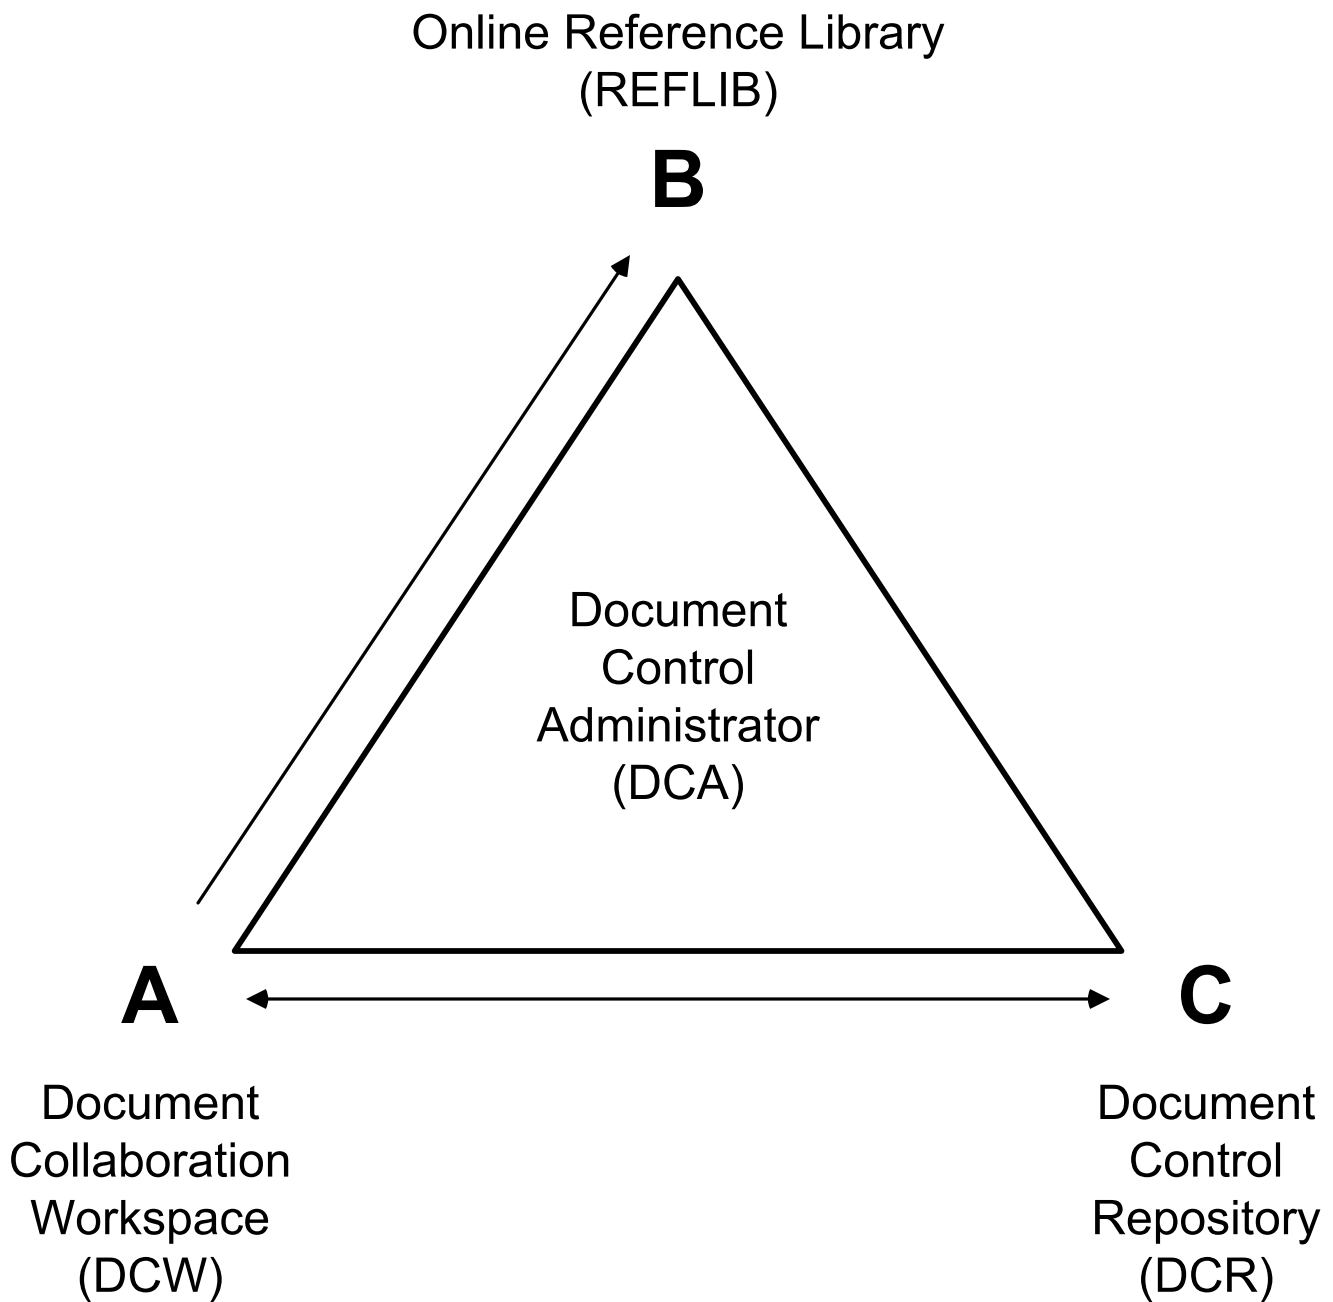 Online Reference Library
(REFLIB)
B
Document
Control
Administrator
(DCA)
A
C
Document
Collaboration
Workspace
(DCW)
Document
Control
Repository
(DCR)